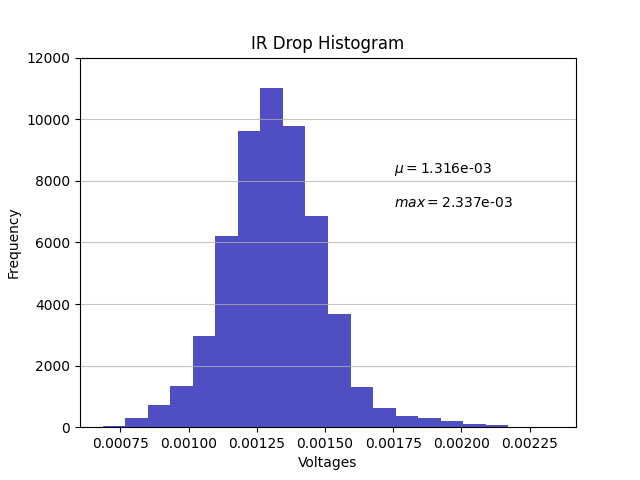 IR Drop Histogram
12000
10000
8000
6000
4000
2000
0
Frequency
μ = 1.316e-03
max = 2.337e-03
0.00075 0.00100 0.00125 0.00150 0.00175 0.00200 0.00225
Voltages